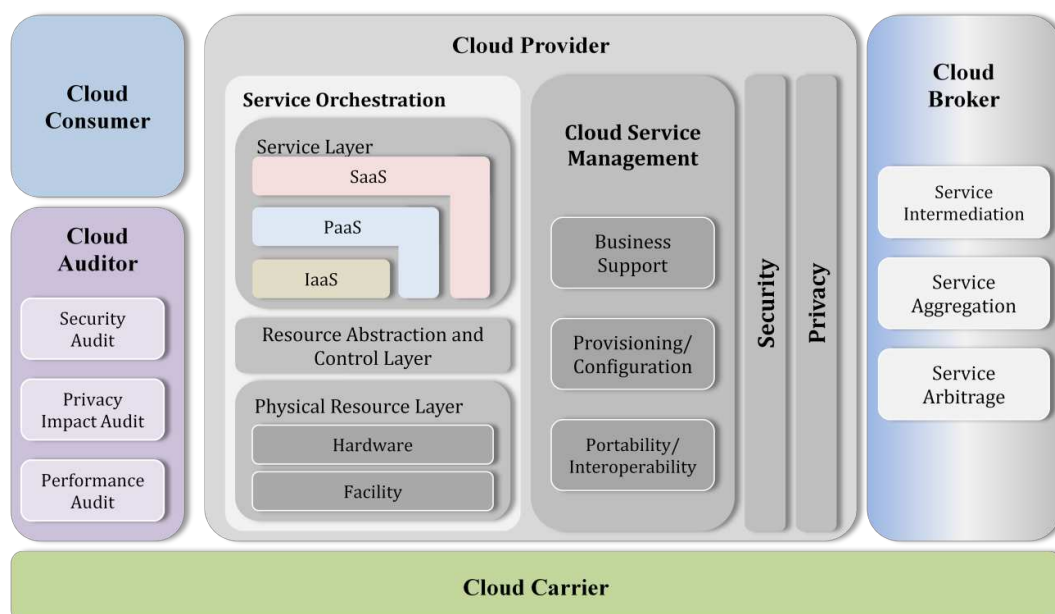 Cloud
Consumer
Cloud
Auditor
Security
Audit
Privacy
Impact Audit
Performance
Audit
Cloud Provider
Service Orchestration
Service Layer
SaaS
PaaS
IaaS
Resource Abstraction and
Control Layer
Physical Resource Layer
Hardware
Facility
Cloud Service
Management
Business
Support
Provisioning/
Configuration
Portability/
Interoperability
Security
Privacy
Cloud
Broker
Service
Intermediation
Service
Aggregation
Service
Arbitrage
Cloud Carrier